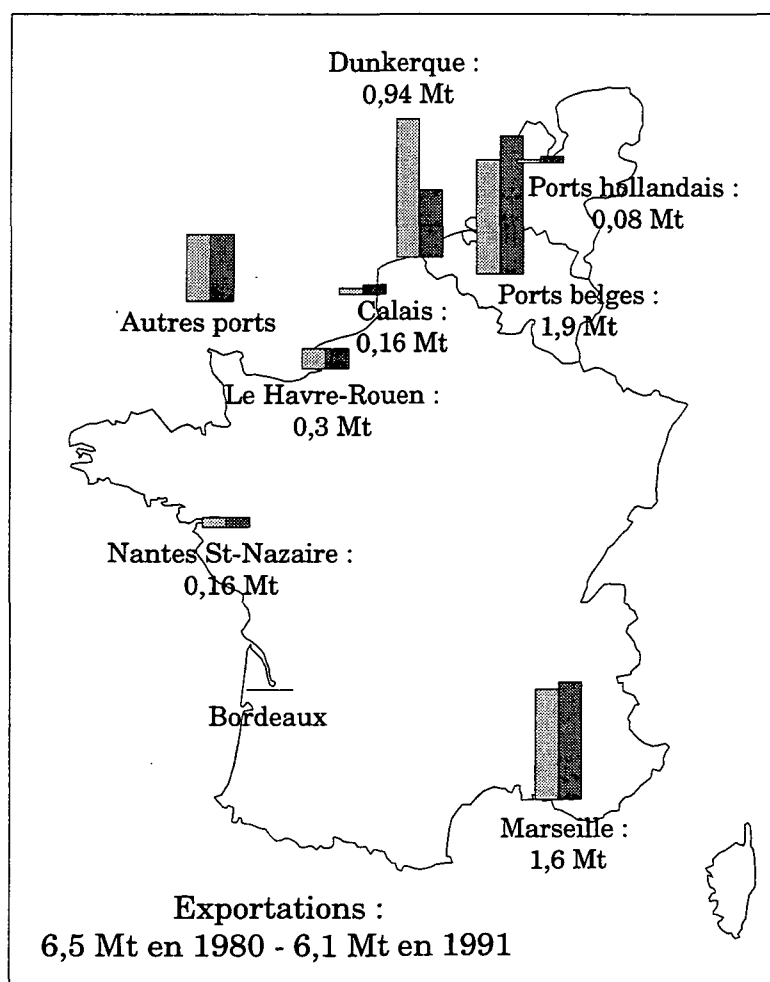 Dunkerque :
0,94 Mt
Ports hollandais :
0,08 Mt
Ports belges :
1,9 Mt
Autres ports
Calais :
0,16 Mt
Le Havre-Rouen :
0,3 Mt
Nantes St-Nazaire :
0,16 Mt
Bordeaux
Marseille :
1,6 Mt
Exportations :
6,5 Mt en 1980 - 6,1 Mt en 1991